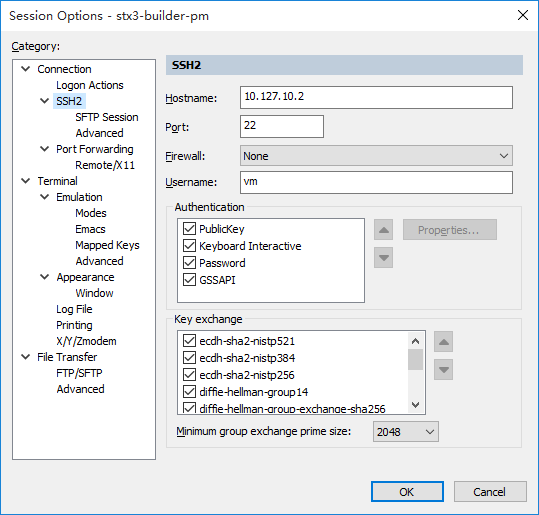 Session Options - stx3-builder-pm
Category:
Connection
Logon Actions
SSH2
SFTP Session
Advanced
Port Forwarding
Remote/X11
Terminal
Emulation
Modes
Emacs
Mapped Keys
Advanced
Appearance
Window
Log File
Printing
X/Y/Zmodem
File Transfer
FTP/SFTP
Advanced
SSH2
Hostname: 10.127.10.2
Port: 22
Firewall: None
Username: vm
Authentication
PublicKey
Keyboard Interactive
Password
GSSAPI
Properties...
Key exchange
ecdh-sha2-nistp521
ecdh-sha2-nistp384
ecdh-sha2-nistp256
diffie-hellman-group14
diffie-hellman-group-exchange-sha256
Minimum group exchange prime size: 2048
OK Cancel